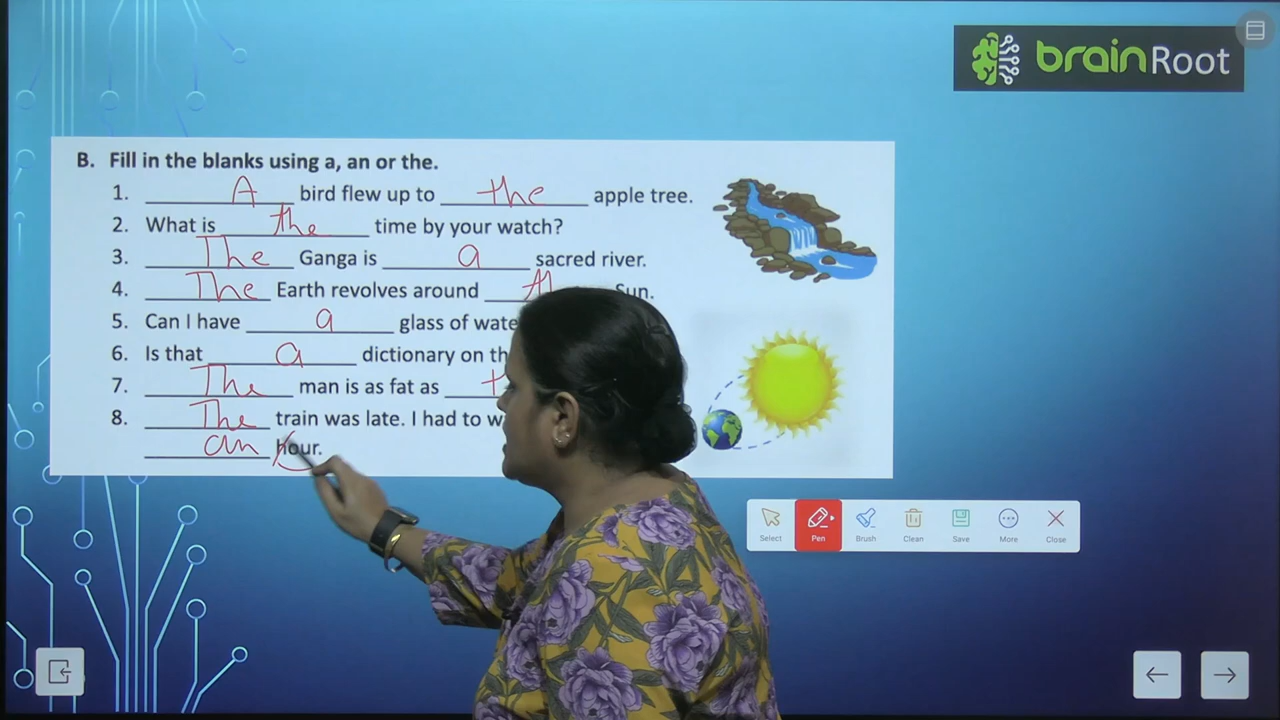 brainRoot
B. Fill in the blanks using a, an or the.
1. A bird flew up to the apple tree.
2. What is the time by your watch?
3. The Ganga is a sacred river.
4. The Earth revolves around Sun.
5. Can I have a glass of
6. Is that a dictionary on
7. The man is as fat as
8. The train was late. I had to
an hour.
Select Pen Brush Clean Save More Close